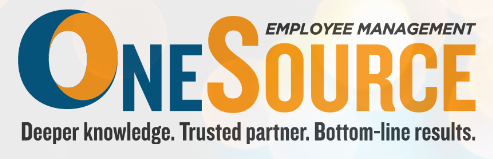 EMPLOYEE MANAGEMENT
ONESOURCE
Deeper knowledge. Trusted partner. Bottom-line results.